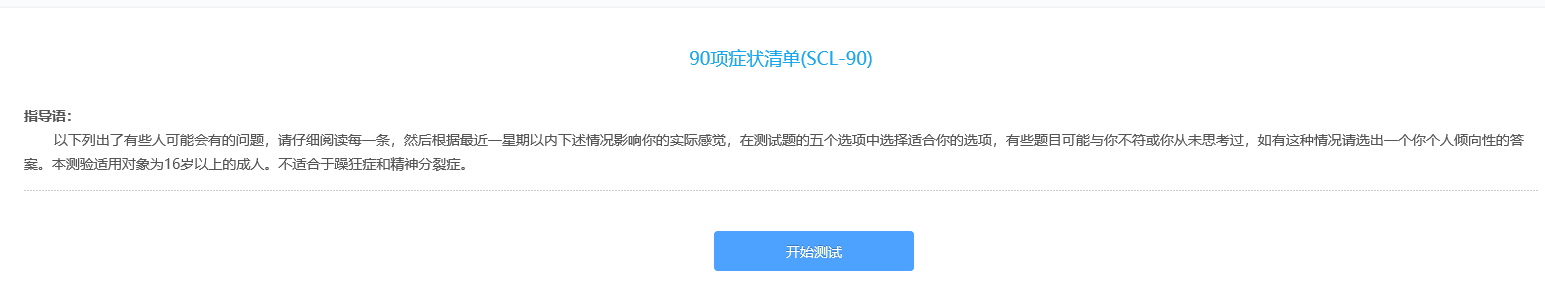 90项症状清单(SCL-90)
指导语：
以下列出了有些人可能会有的问题，请仔细阅读每一条，然后根据最近一星期以内下述情况影响你的实际感觉，在测试题的五个选项中选择适合你的选项，有些题目可能与你不符或你从未思考过，如有这种情况请选出一个你个人倾向性的答
案。本测验适用对象为16岁以上的成人。不适合于躁狂症和精神分裂症。
开始测试